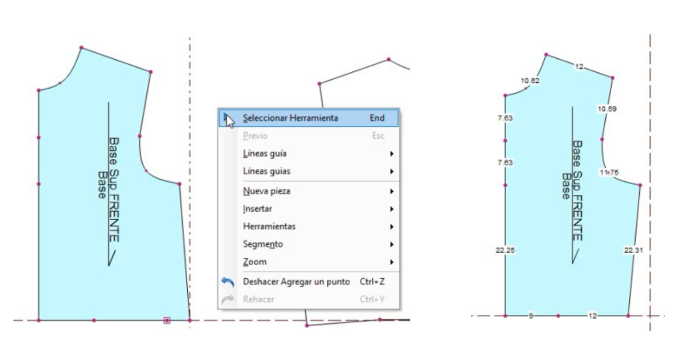 Base Sup FRENTE
Base
Seleccionar Herramienta End
Previo Esc
Líneas guía
Líneas guias
Nueva pieza
Insertar
Herramientas
Segmento
Zoom
Deshacer Agregar un punto Ctrl+Z
Rehacer Ctrl+Y
12
10.62
7.63
10.59
7.63
11.75
Base Sup FRENTE
Base
22.25
22.31
9
12